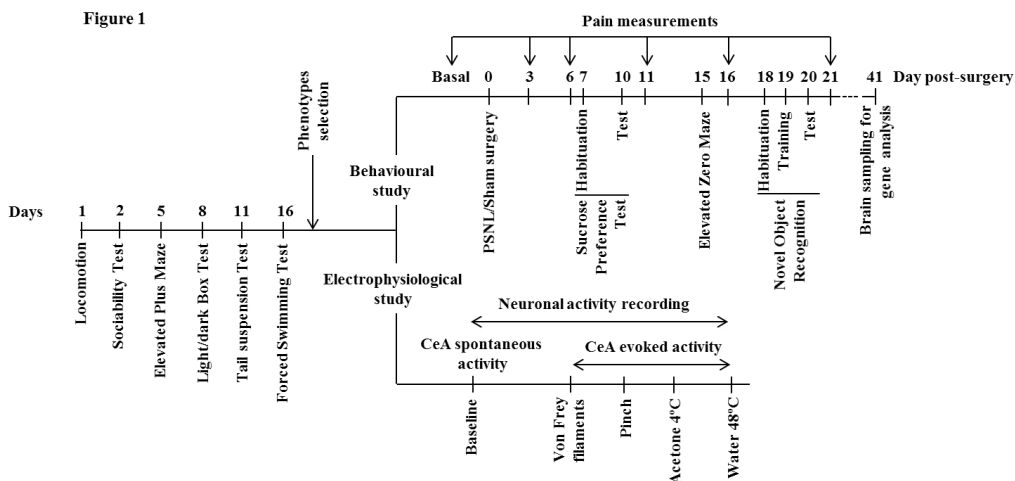 Figure 1
Pain measurements
Basal 0 3 6 7 10 11 15 16 18 19 20 21 41 Day post-surgery
PSNL/Sham surgery
Habituation
Test
Sucrose
Preference
Test
Elevated Zero Maze
Habituation
Training
Test
Novel Object
Recognition
Brain sampling for
gene analysis
Phenotypes
selection
Behavioural
study
Days 1 2 5 8 11 16
Locomotion
Sociability Test
Elevated Plus Maze
Light/dark Box Test
Tail suspension Test
Forced Swimming Test
Electrophysiological
study
Neuronal activity recording
CeA spontaneous
activity
CeA evoked activity
Baseline
Von Frey
filaments
Pinch
Acetone 4ºC
Water 48ºC